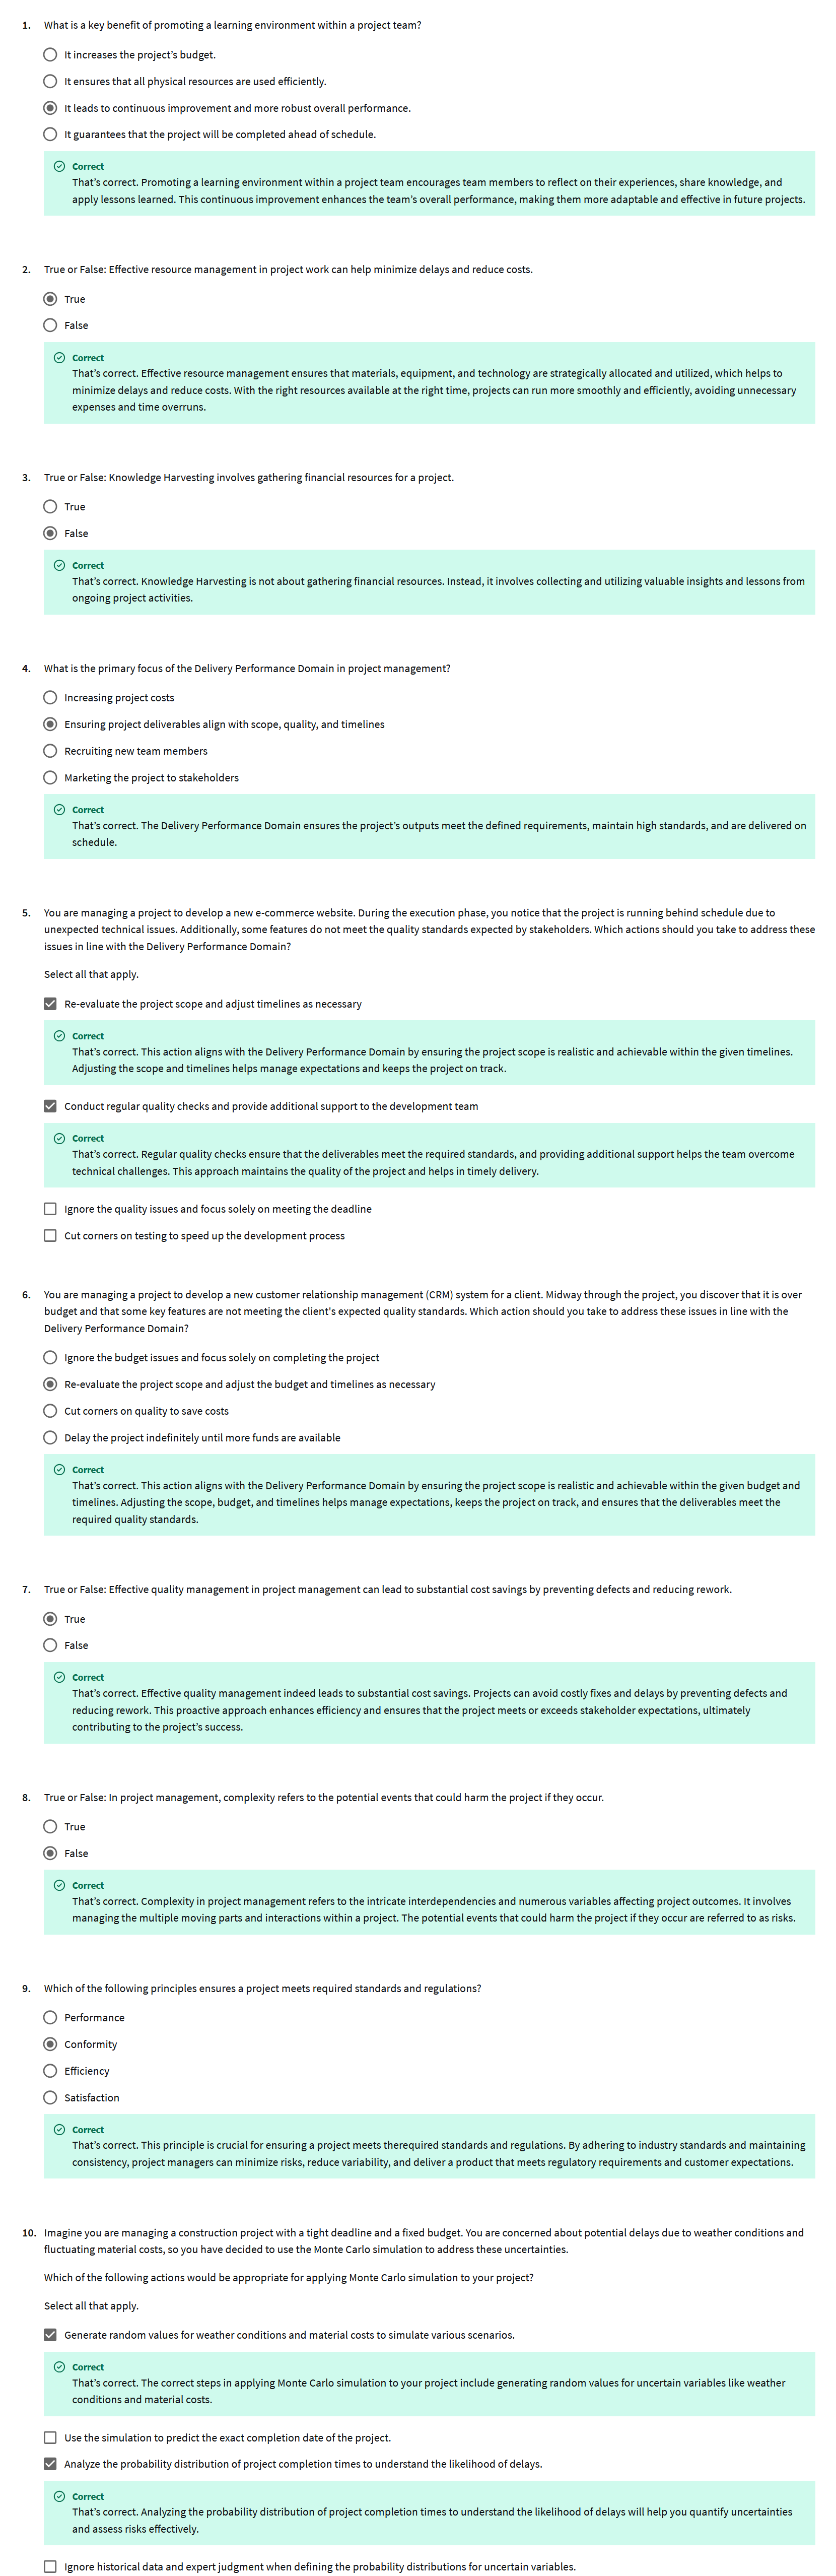 1. What is a key benefit of promoting a learning environment within a project team?
It increases the project's budget.
It ensures that all physical resources are used efficiently.
It leads to continuous improvement and more robust overall performance.
It guarantees that the project will be completed ahead of schedule.
Correct
That's correct. Promoting a learning environment within a project team encourages team members to reflect on their experiences, share knowledge, and
apply lessons learned. This continuous improvement enhances the team's overall performance, making them more adaptable and effective in future projects.
2. True or False: Effective resource management in project work can help minimize delays and reduce costs.
True
False
Correct
That's correct. Effective resource management ensures that materials, equipment, and technology are strategically allocated and utilized, which helps to
minimize delays and reduce costs. With the right resources available at the right time, projects can run more smoothly and efficiently, avoiding unnecessary
expenses and time overruns.
3. True or False: Knowledge Harvesting involves gathering financial resources for a project.
True
False
Correct
That's correct. Knowledge Harvesting is not about gathering financial resources. Instead, it involves collecting and utilizing valuable insights and lessons from
ongoing project activities.
4. What is the primary focus of the Delivery Performance Domain in project management?
Increasing project costs
Ensuring project deliverables align with scope, quality, and timelines
Recruiting new team members
Marketing the project to stakeholders
Correct
That's correct. The Delivery Performance Domain ensures the project's outputs meet the defined requirements, maintain high standards, and are delivered on
schedule.
5. You are managing a project to develop a new e-commerce website. During the execution phase, you notice that the project is running behind schedule due to
unexpected technical issues. Additionally, some features do not meet the quality standards expected by stakeholders. Which actions should you take to address these
issues in line with the Delivery Performance Domain?
Select all that apply.
Re-evaluate the project scope and adjust timelines as necessary
Correct
That's correct. This action aligns with the Delivery Performance Domain by ensuring the project scope is realistic and achievable within the given timelines.
Adjusting the scope and timelines helps manage expectations and keeps the project on track.
Conduct regular quality checks and provide additional support to the development team
Correct
That's correct. Regular quality checks ensure that the deliverables meet the required standards, and providing additional support helps the team overcome
technical challenges. This approach maintains the quality of the project and helps in timely delivery.
Ignore the quality issues and focus solely on meeting the deadline
Cut corners on testing to speed up the development process
6. You are managing a project to develop a new customer relationship management (CRM) system for a client. Midway through the project, you discover that it is over
budget and that some key features are not meeting the client's expected quality standards. Which action should you take to address these issues in line with the
Delivery Performance Domain?
Ignore the budget issues and focus solely on completing the project
Re-evaluate the project scope and adjust the budget and timelines as necessary
Cut corners on quality to save costs
Delay the project indefinitely until more funds are available
Correct
That's correct. This action aligns with the Delivery Performance Domain by ensuring the project scope is realistic and achievable within the given budget and
timelines. Adjusting the scope, budget, and timelines helps manage expectations, keeps the project on track, and ensures that the deliverables meet the
required quality standards.
7. True or False: Effective quality management in project management can lead to substantial cost savings by preventing defects and reducing rework.
True
False
Correct
That's correct. Effective quality management indeed leads to substantial cost savings. Projects can avoid costly fixes and delays by preventing defects and
reducing rework. This proactive approach enhances efficiency and ensures that the project meets or exceeds stakeholder expectations, ultimately
contributing to the project's success.
8. True or False: In project management, complexity refers to the potential events that could harm the project if they occur.
True
False
Correct
That's correct. Complexity in project management refers to the intricate interdependencies and numerous variables affecting project outcomes. It involves
managing the multiple moving parts and interactions within a project. The potential events that could harm the project if they occur are referred to as risks.
9. Which of the following principles ensures a project meets required standards and regulations?
Performance
Conformity
Efficiency
Satisfaction
Correct
That's correct. This principle is crucial for ensuring a project meets therequired standards and regulations. By adhering to industry standards and maintaining
consistency, project managers can minimize risks, reduce variability, and deliver a product that meets regulatory requirements and customer expectations.
10. Imagine you are managing a construction project with a tight deadline and a fixed budget. You are concerned about potential delays due to weather conditions and
fluctuating material costs, so you have decided to use the Monte Carlo simulation to address these uncertainties.
Which of the following actions would be appropriate for applying Monte Carlo simulation to your project?
Select all that apply.
Generate random values for weather conditions and material costs to simulate various scenarios.
Correct
That's correct. The correct steps in applying Monte Carlo simulation to your project include generating random values for uncertain variables like weather
conditions and material costs.
Use the simulation to predict the exact completion date of the project.
Analyze the probability distribution of project completion times to understand the likelihood of delays.
Correct
That's correct. Analyzing the probability distribution of project completion times to understand the likelihood of delays will help you quantify uncertainties
and assess risks effectively.
Ignore historical data and expert judgment when defining the probability distributions for uncertain variables.